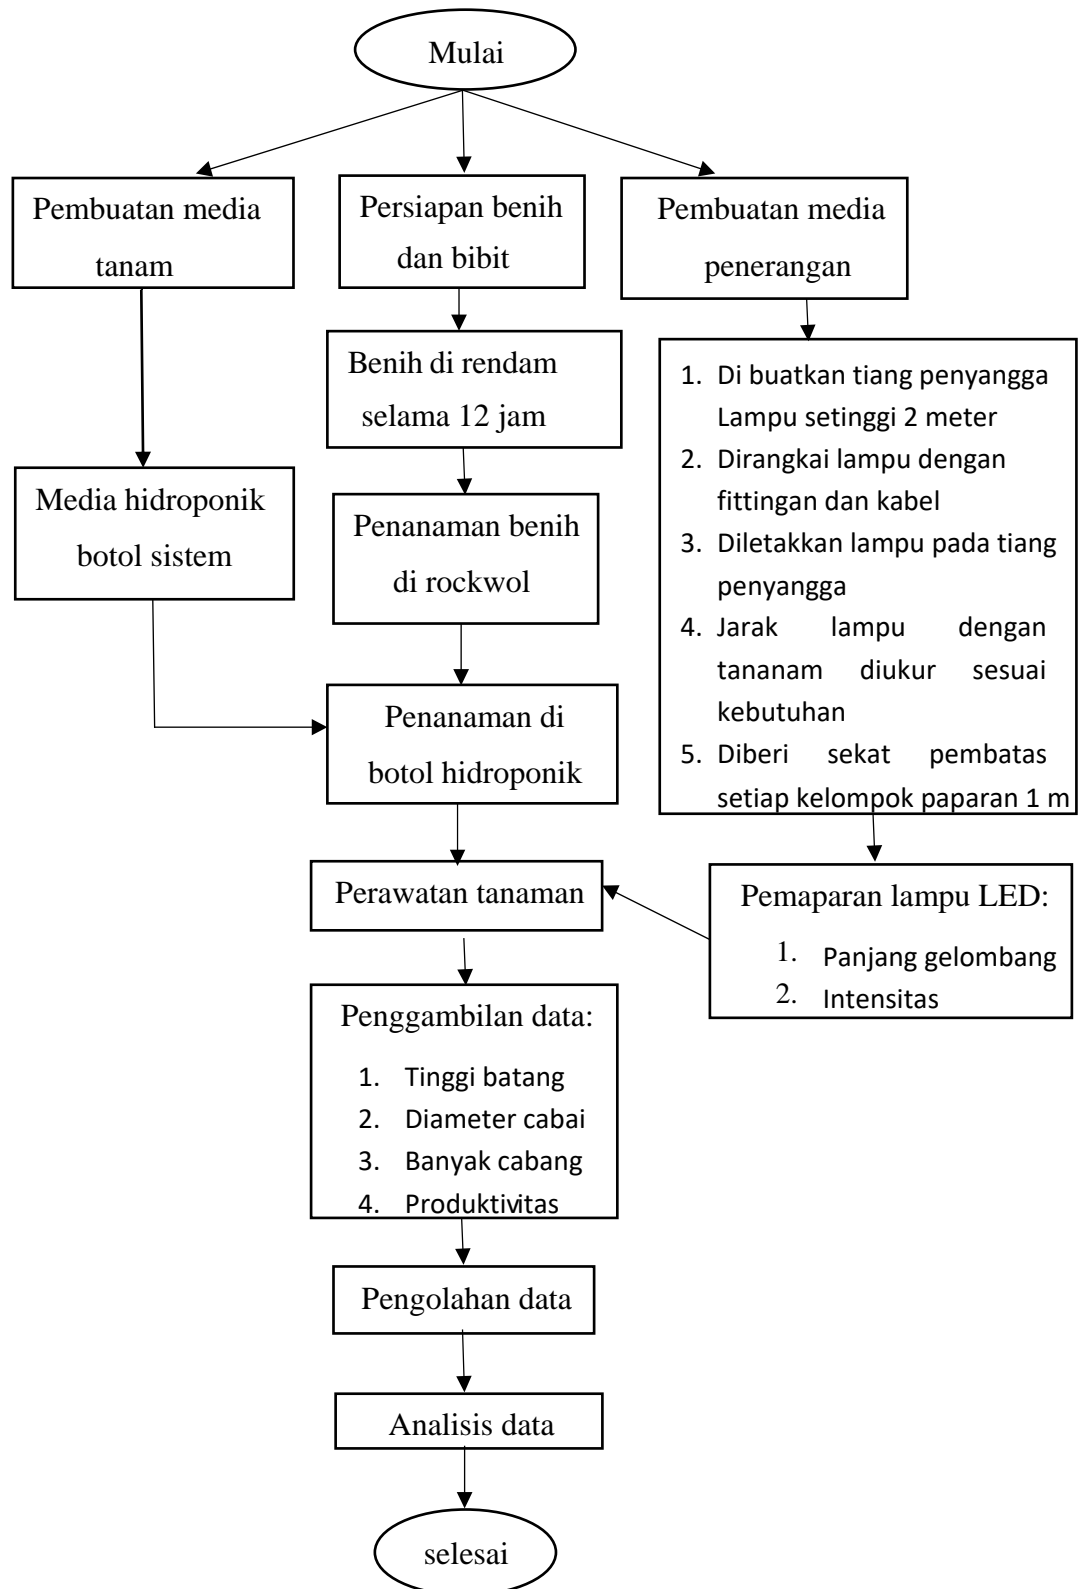 Mulai
Pembuatan media
tanam
Persiapan benih
dan bibit
Pembuatan media
penerangan
Benih di rendam
selama 12 jam
1. Di buatkan tiang penyangga
Lampu setinggi 2 meter
2. Dirangkai lampu dengan
fittingan dan kabel
3. Diletakkan lampu pada tiang
penyangga
4. Jarak lampu dengan
tananam diukur sesuai
kebutuhan
5. Diberi sekat pembatas
setiap kelompok paparan 1 m
Media hidroponik
botol sistem
Penanaman benih
di rockwol
Penanaman di
botol hidroponik
Perawatan tanaman
Pemaparan lampu LED:
1. Panjang gelombang
2. Intensitas
Penggambilan data:
1. Tinggi batang
2. Diameter cabai
3. Banyak cabang
4. Produktivitas
Pengolahan data
Analisis data
selesai